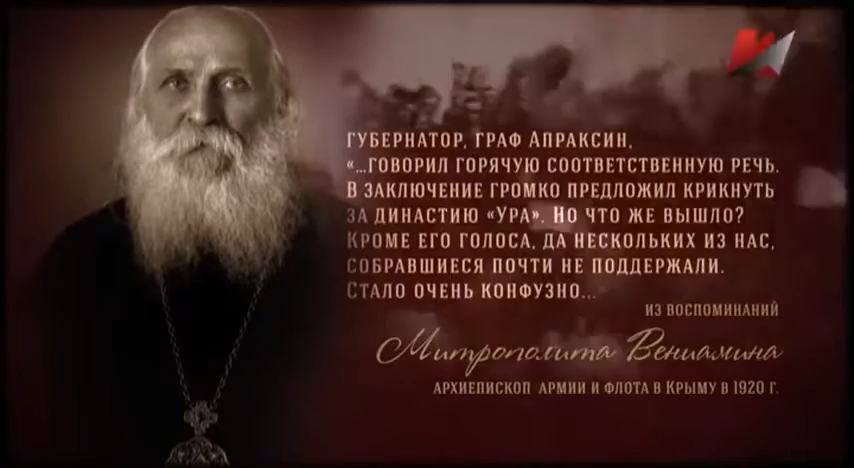 губернатор, граф Апраксин,
«...говорил горячую соответственную речь.
В заключение громко предложил крикнуть
за династию «Ура». Но что же вышло?
Кроме его голоса, да нескольких из нас,
собравшиеся почти не поддержали.
Стало очень конфузно...
из воспоминаний
Митрополита Вениамина
архиепископ армии и флота в Крыму в 1920 г.